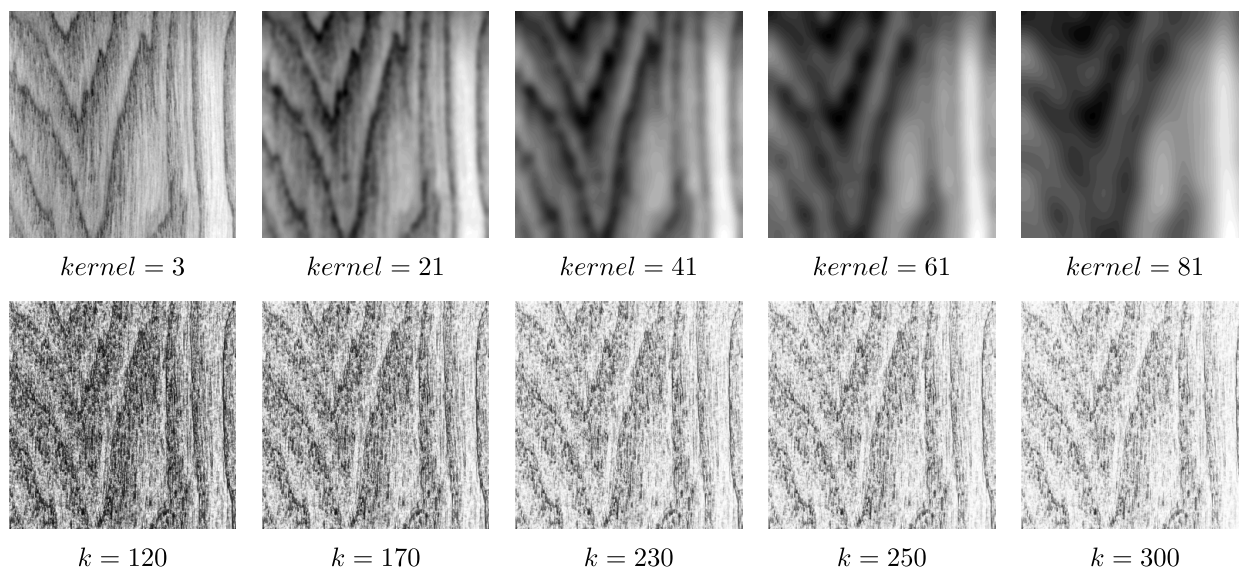 kernel = 3
kernel = 21
kernel = 41
kernel = 61
kernel = 81
k = 120
k = 170
k = 230
k = 250
k = 300